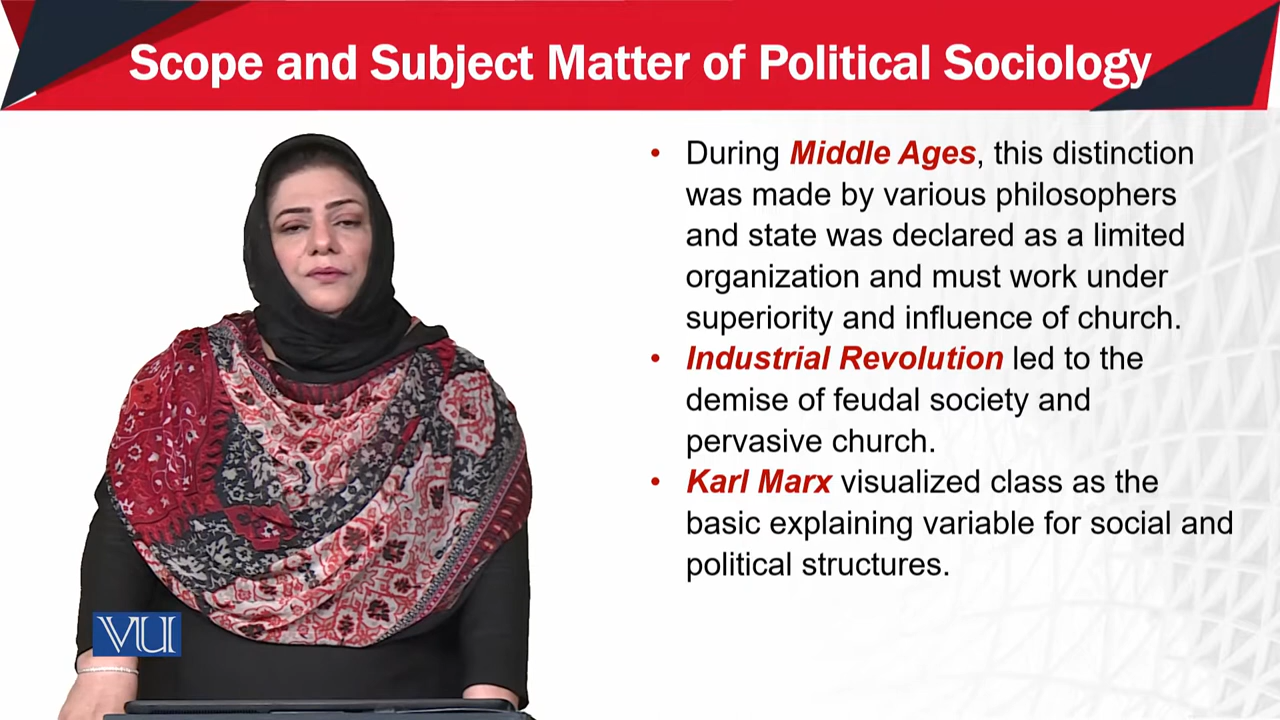 Scope and Subject Matter of Political Sociology
• During Middle Ages, this distinction
was made by various philosophers
and state was declared as a limited
organization and must work under
superiority and influence of church.
• Industrial Revolution led to the
demise of feudal society and
pervasive church.
• Karl Marx visualized class as the
basic explaining variable for social and
political structures.
VU